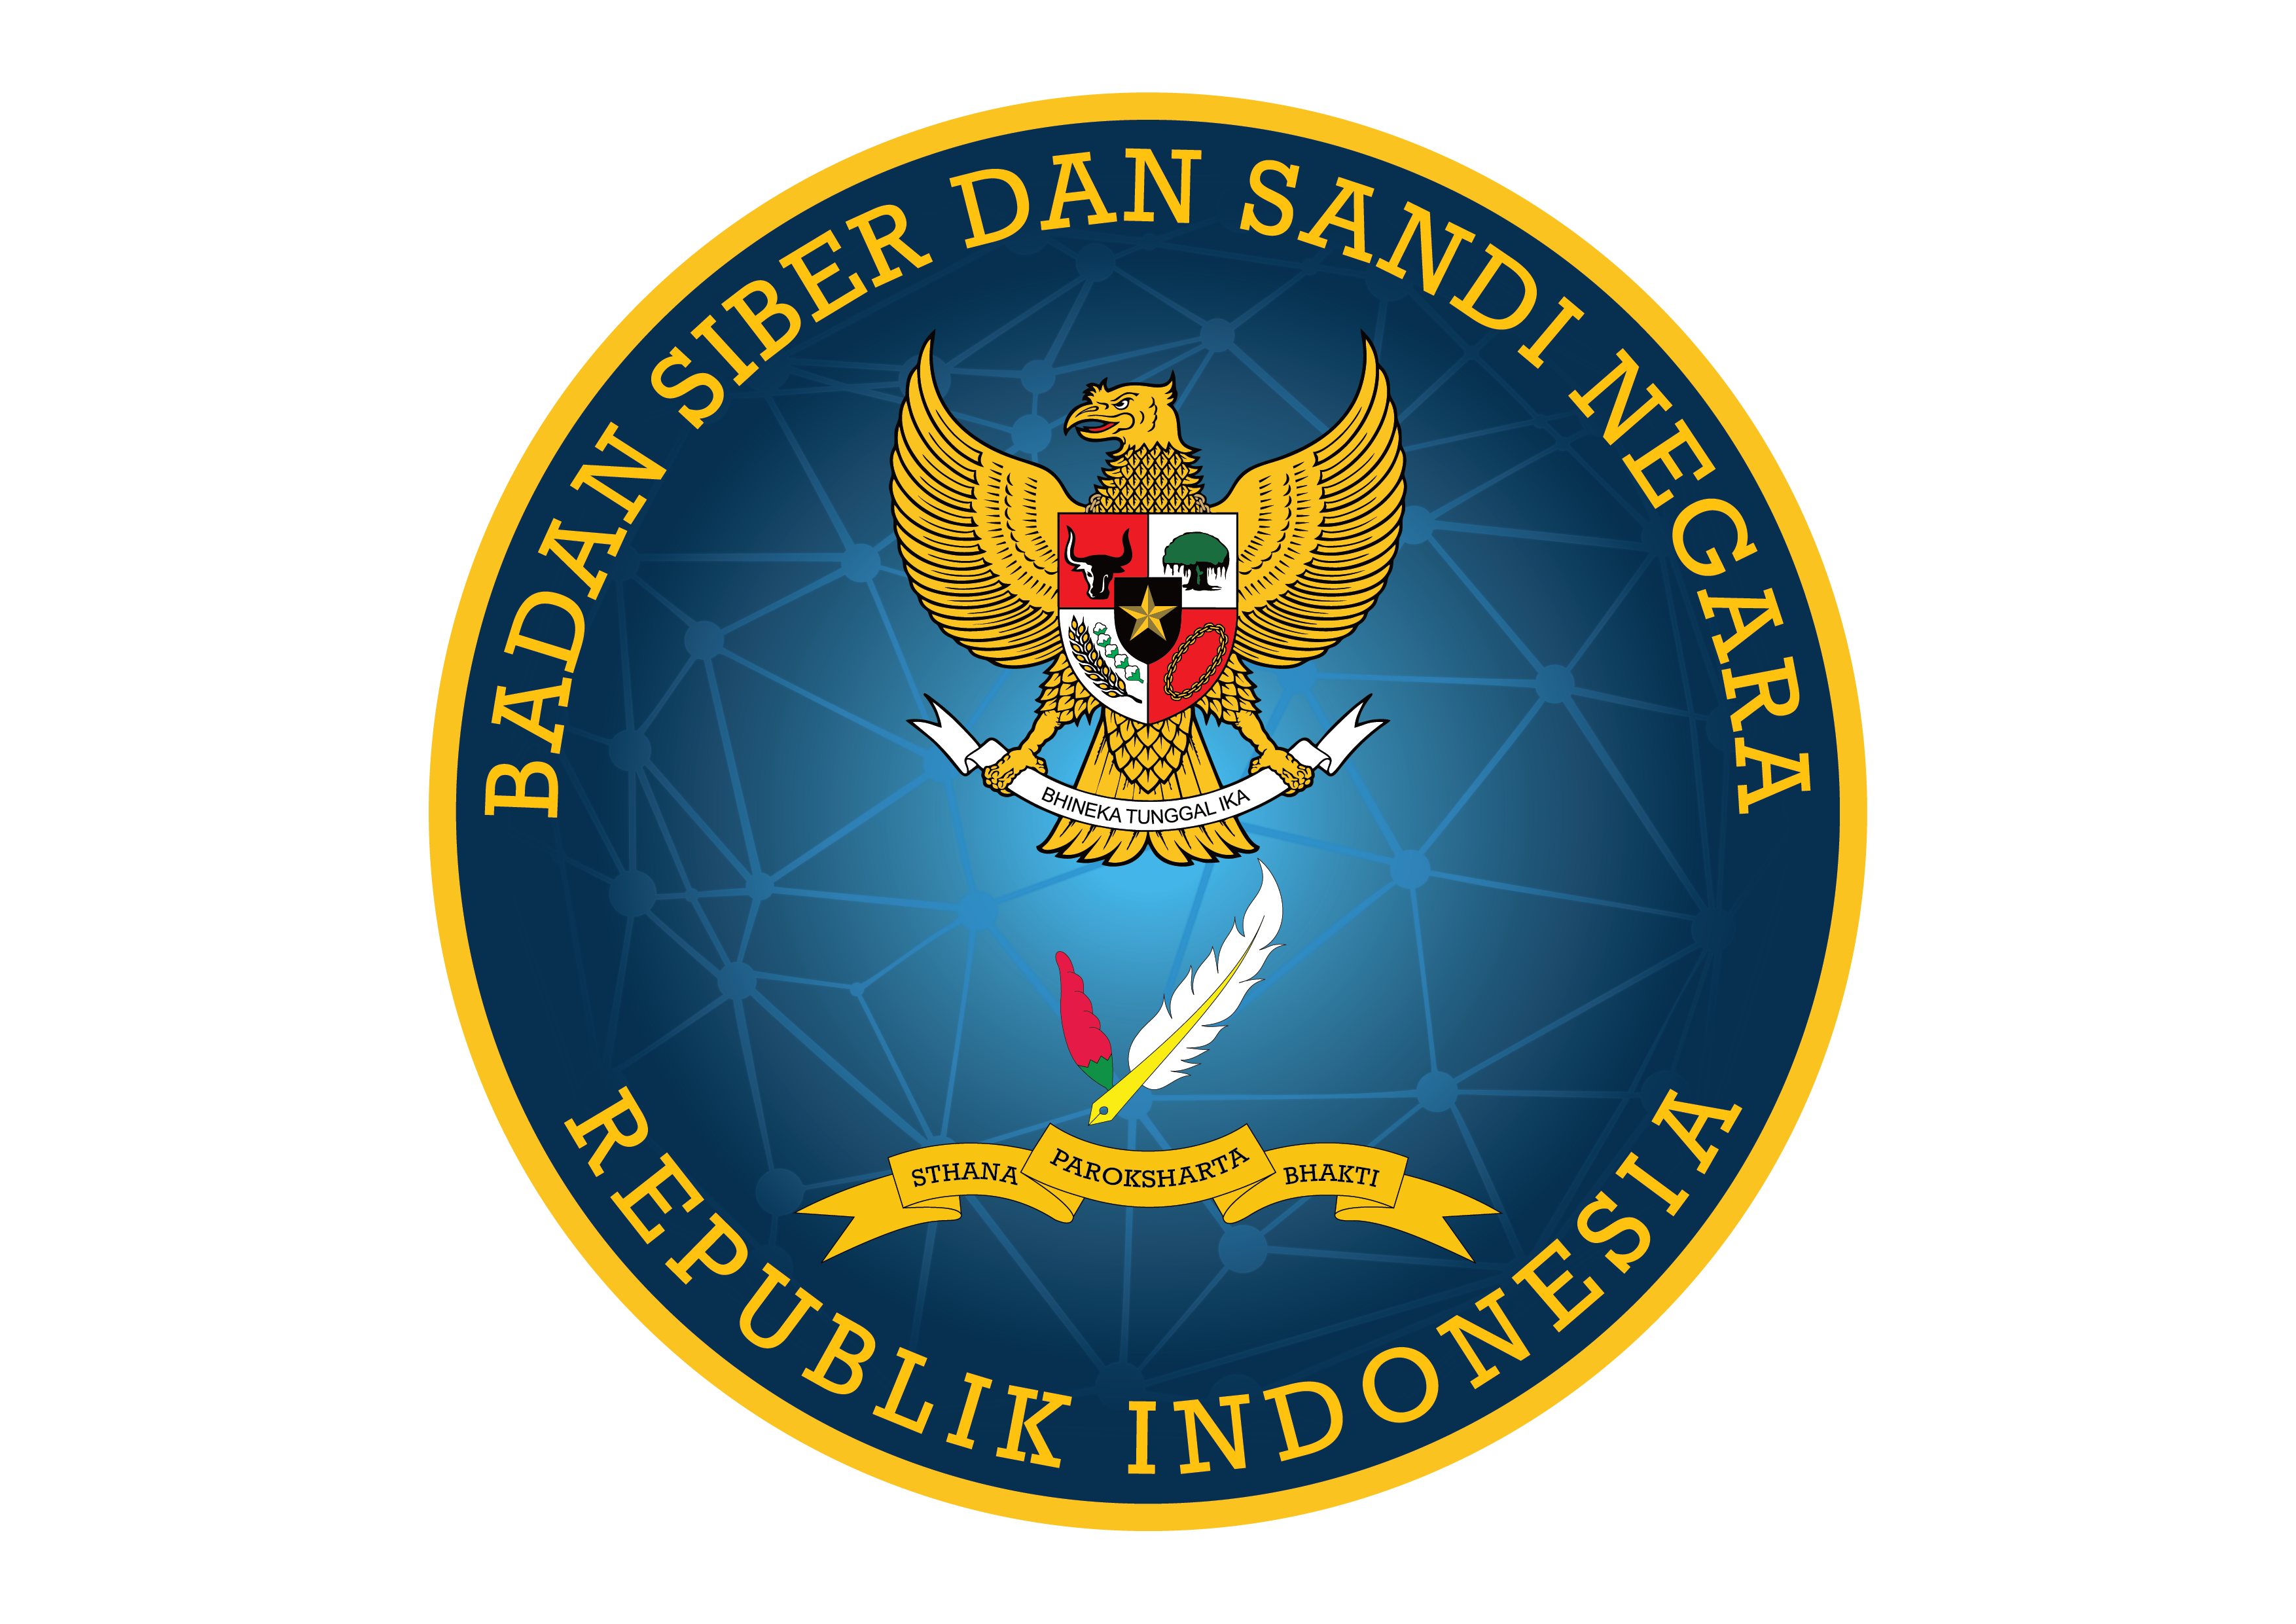 BADAN SIBER DAN SANDI NEGARA
BHINEKA TUNGGAL IKA
STHANA PAROKSHARTA BHAKTI
REPUBLIK INDONESIA